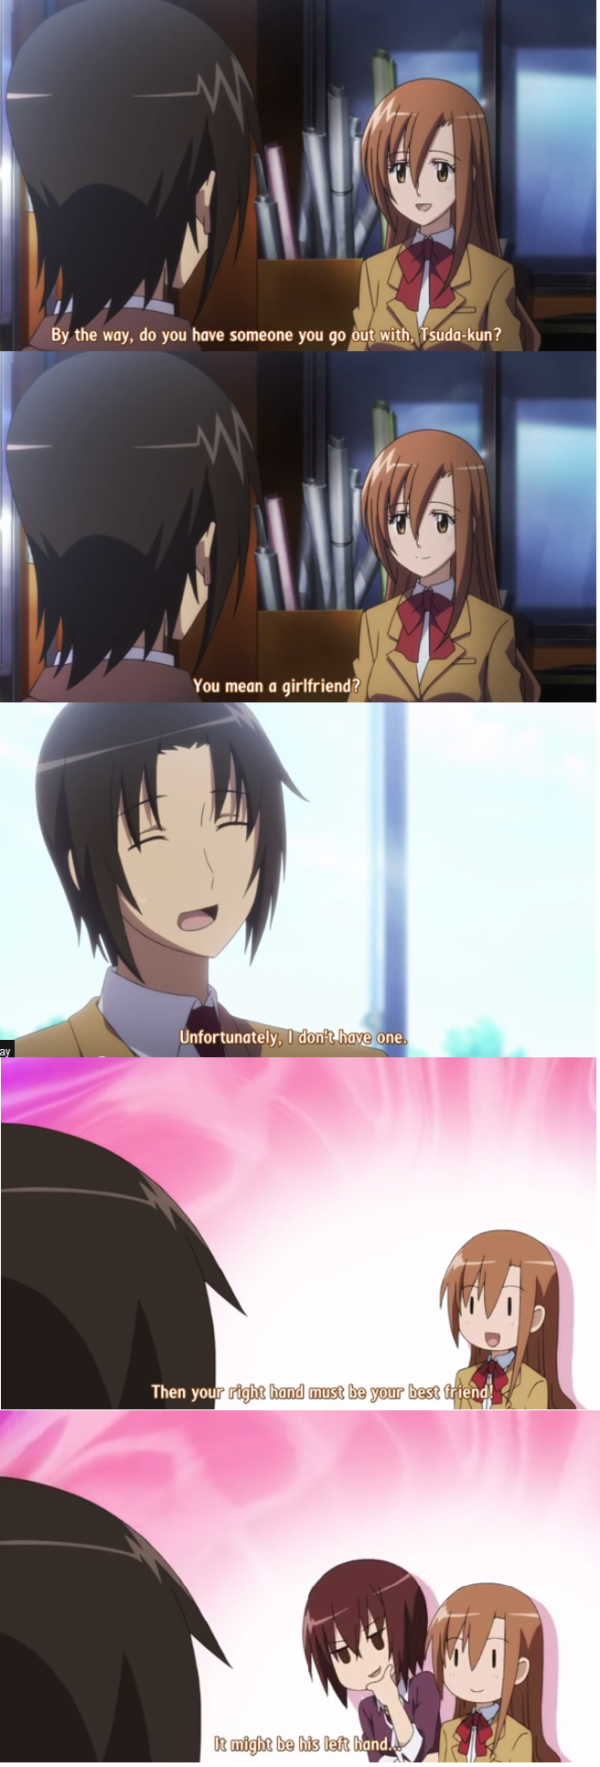 By the way, do you have someone you go out with, Tsuda-kun?
You mean a girlfriend?
Unfortunately, I don't have one.
ay
Then your right hand must be your best friend!
It might be his left hand...